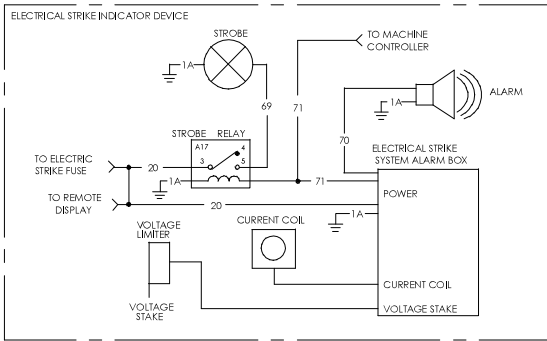 ELECTRICAL STRIKE INDICATOR DEVICE
STROBE
TO MACHINE
CONTROLLER
1A
69
71
1A
ALARM
70
STROBE RELAY
A17
4
3
5
ELECTRICAL STRIKE
SYSTEM ALARM BOX
TO ELECTRIC
STRIKE FUSE
20
1A
71
POWER
TO REMOTE
DISPLAY
20
1A
VOLTAGE
LIMITER
CURRENT COIL
CURRENT COIL
VOLTAGE
STAKE
VOLTAGE STAKE